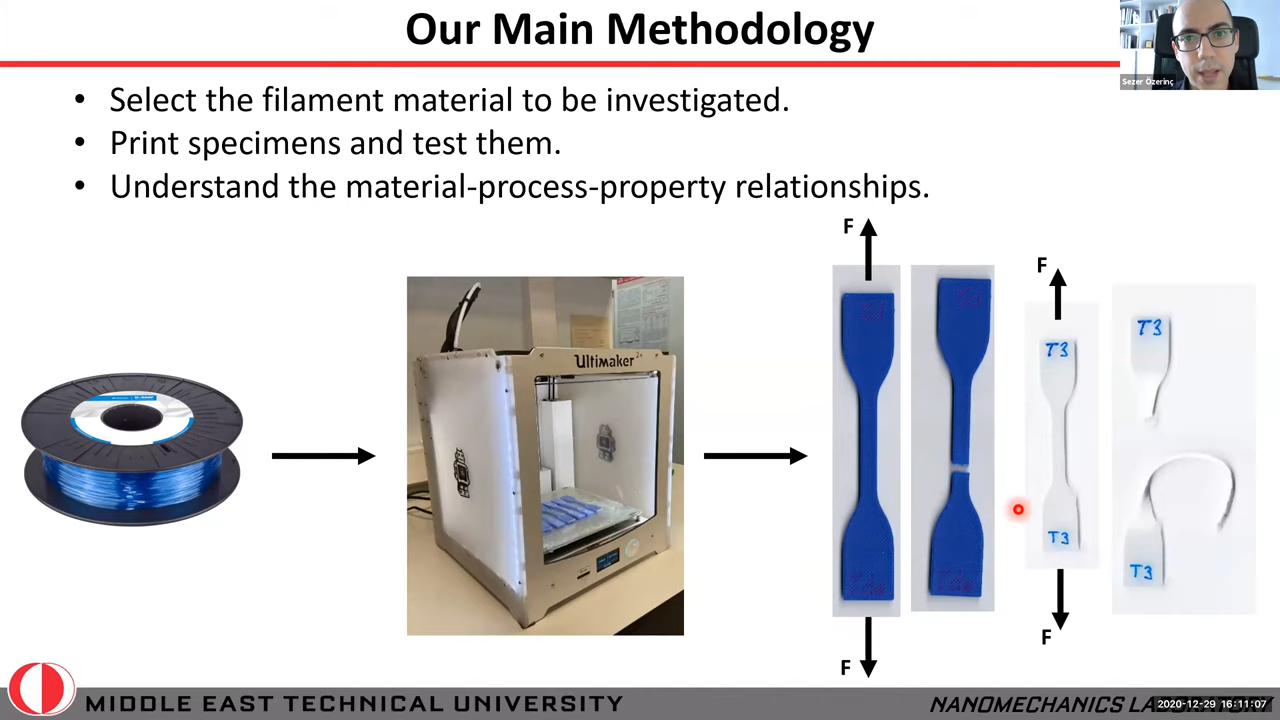 Our Main Methodology
Sezer Özerinç
• Select the filament material to be investigated.
• Print specimens and test them.
• Understand the material-process-property relationships.
F
F
Ultimaker 2+
T3
T3
T3
T3
F
F
MIDDLE EAST TECHNICAL UNIVERSITY
NANOMECHANICS LABORATORY
2020-12-29 16:11:07